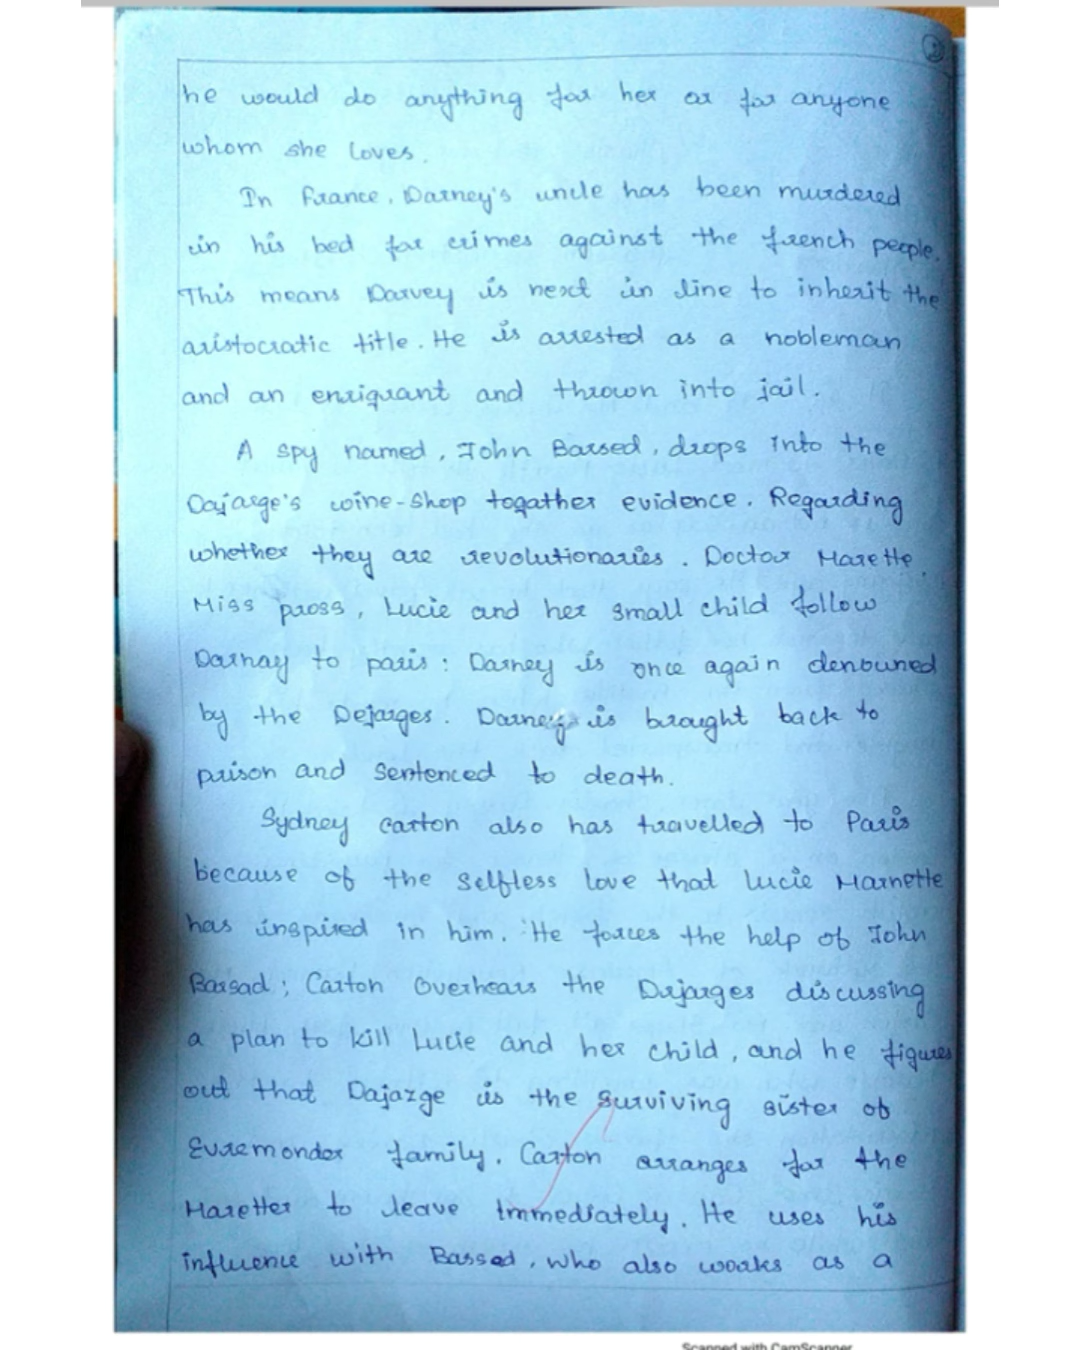 he would do anything for her or for anyone
whom she loves.
In France, Darney's uncle has been murdered
in his bed for crimes against the french people.
This means Darvey is next in line to inherit the
aristocratic title. He is arrested as a nobleman
and an enriquant and thrown into jail.
A spy named, John Barsed, drops into the
Dajarge's wine-shop togather evidence. Regarding
whether they are revolutionaries. Doctor Marette,
Miss pross, Lucie and her small child follow
Darnay to paris: Darney is once again denouned
by the Dejarges. Darney is brought back to
prison and sentenced to death.
Sydney carton also has travelled to Paris
because of the selfless love that lucie Marnette
has inspired in him. He forces the help of John
Barsad; Carton overhears the Dajarges discussing
a plan to kill Lucie and her child, and he figures
out that Dajarge is the surviving sister of
Evremonder family. Carton arranges for the
Maretter to leave immediately. He uses his
influence with Bassed, who also works as a
Scanned with CamScanner